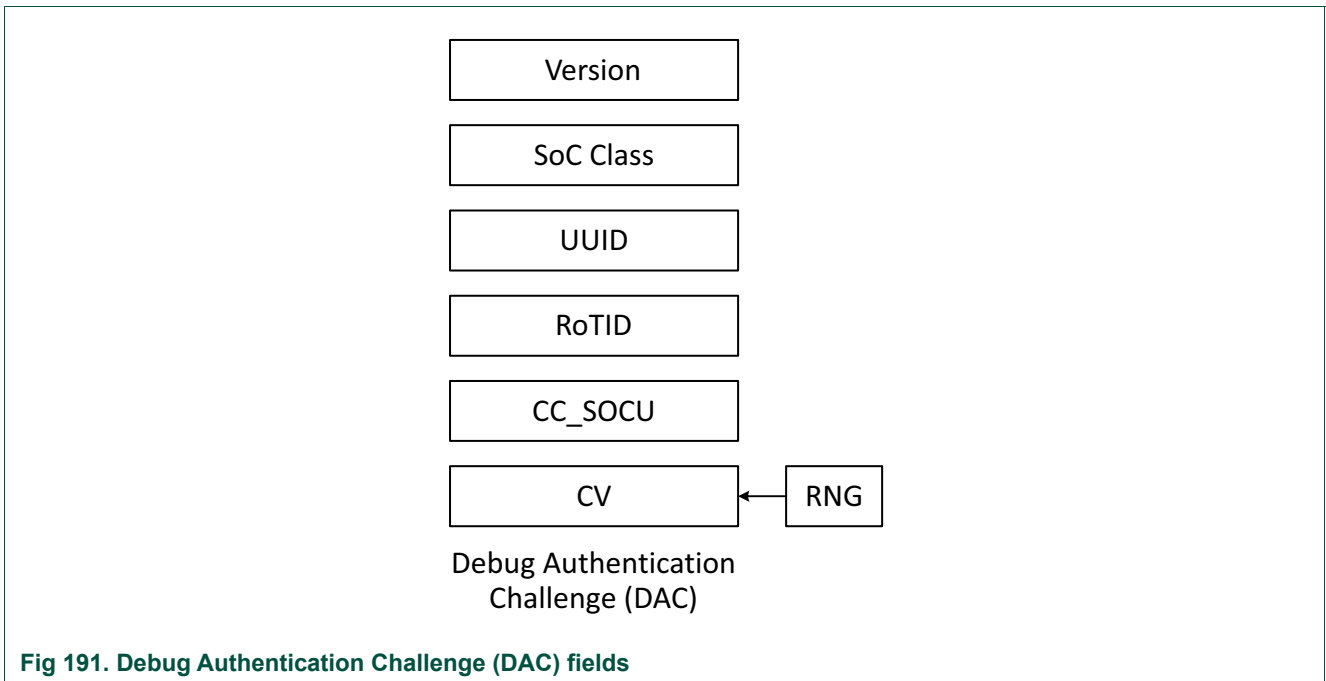 Version
SoC Class
UUID
RoTID
CC_SOCU
CV
RNG
Debug Authentication
Challenge (DAC)
Fig 191. Debug Authentication Challenge (DAC) fields